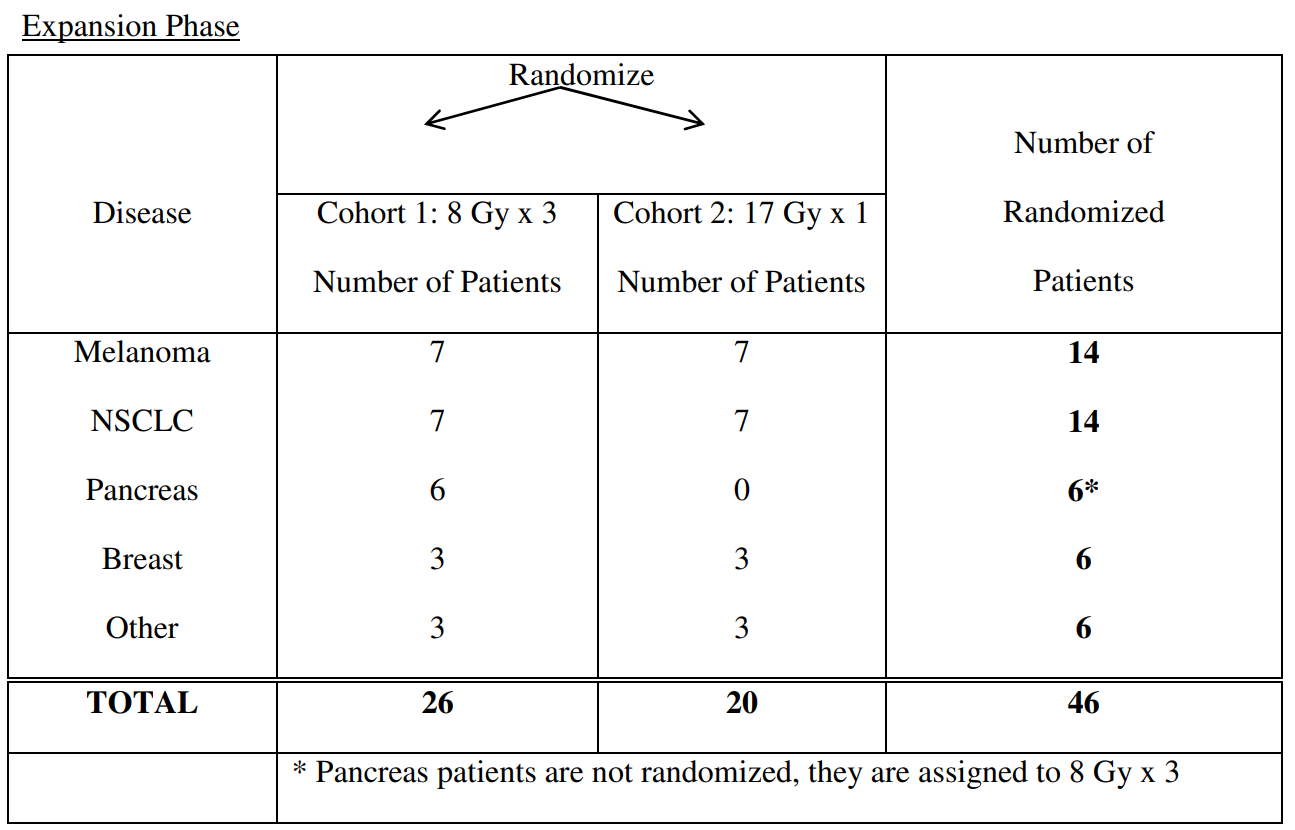 Expansion Phase
Randomize
Disease
Cohort 1: 8 Gy x 3
Number of Patients
Cohort 2: 17 Gy x 1
Number of Patients
Number of
Randomized
Patients
Melanoma 7 7 14
NSCLC 7 7 14
Pancreas 6 0 6*
Breast 3 3 6
Other 3 3 6
TOTAL 26 20 46
* Pancreas patients are not randomized, they are assigned to 8 Gy x 3